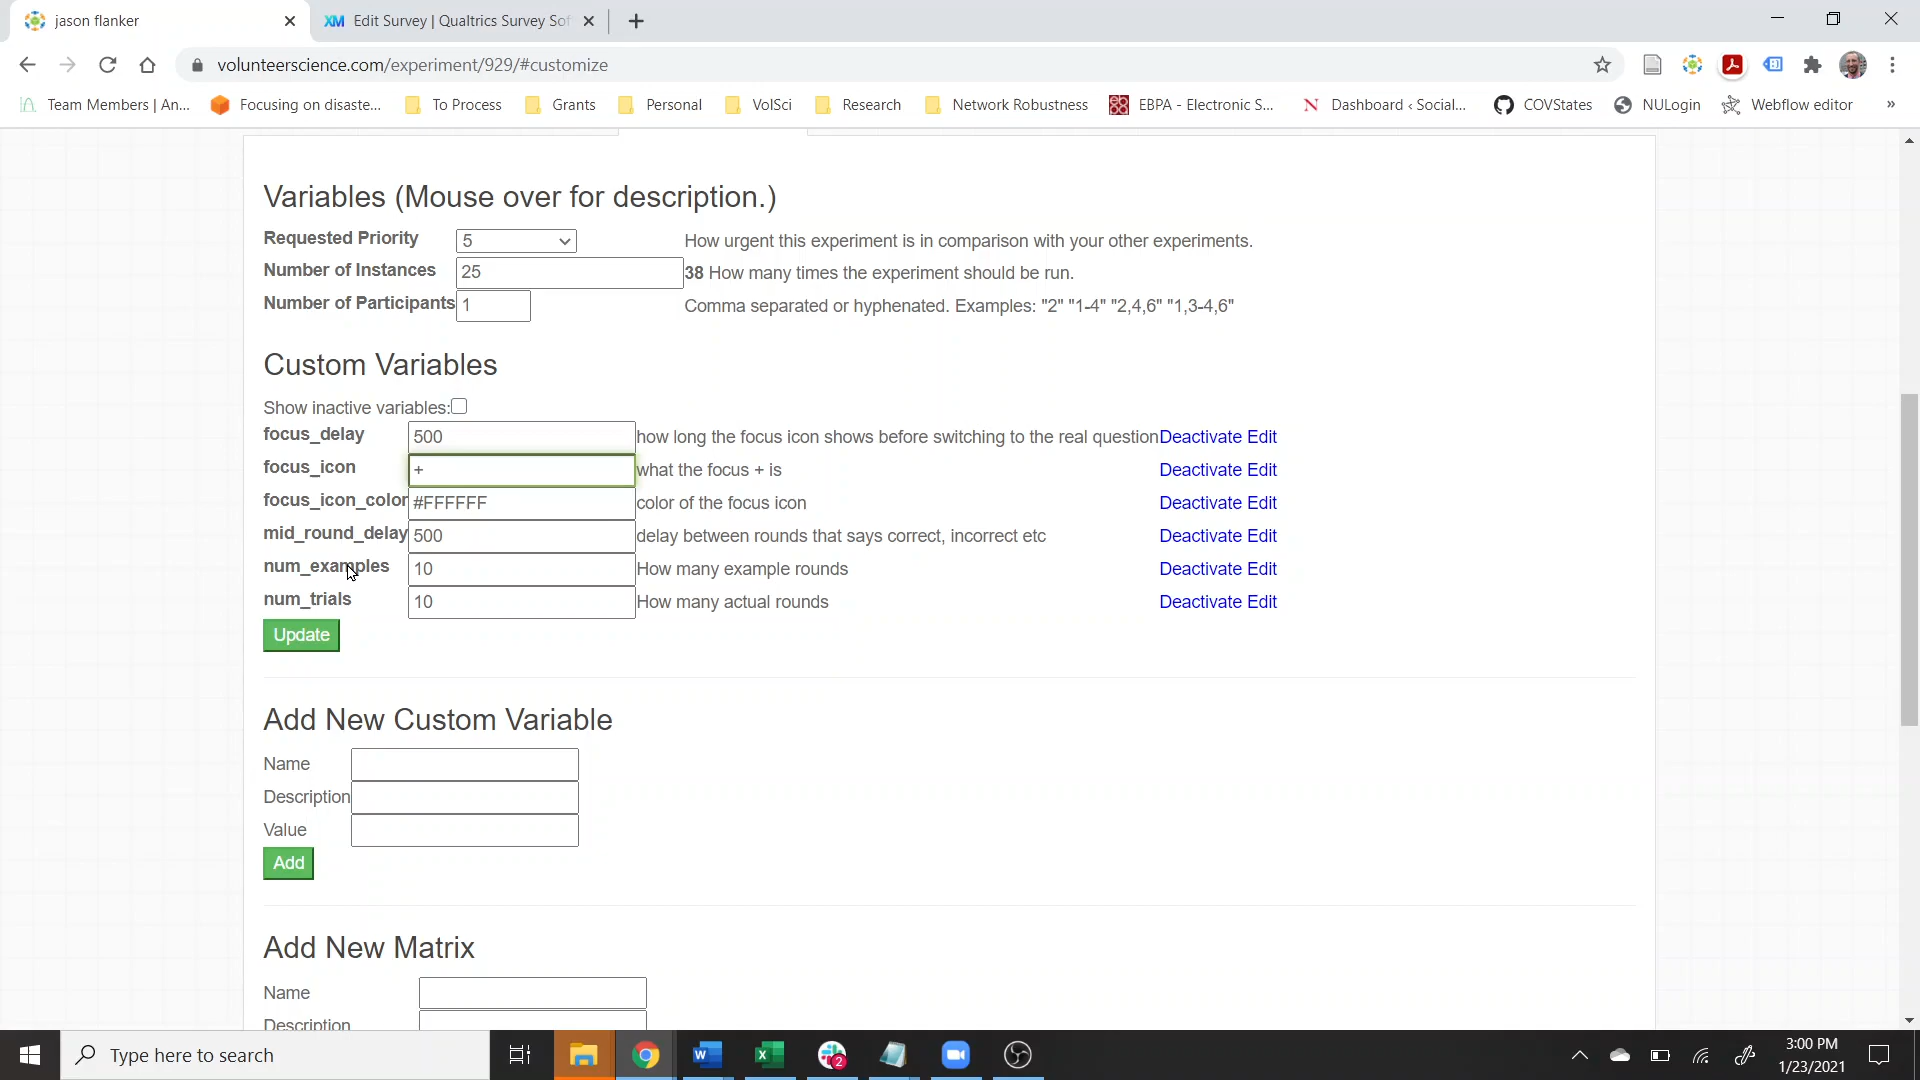 jason flanker
XM Edit Survey | Qualtrics Survey Sof
volunteerscience.com/experiment/929/#customize
Team Members | An...
Focusing on disaste...
To Process
Grants
Personal
VolSci
Research
Network Robustness
EBPA - Electronic S...
Dashboard ‹ Social...
COVStates
NULogin
Webflow editor
»
Variables (Mouse over for description.)
Requested Priority 5 How urgent this experiment is in comparison with your other experiments.
Number of Instances 25 38 How many times the experiment should be run.
Number of Participants 1 Comma separated or hyphenated. Examples: "2" "1-4" "2,4,6" "1,3-4,6"
Custom Variables
Show inactive variables:
focus_delay 500 how long the focus icon shows before switching to the real question Deactivate Edit
focus_icon + what the focus + is Deactivate Edit
focus_icon_color #FFFFFF color of the focus icon Deactivate Edit
mid_round_delay 500 delay between rounds that says correct, incorrect etc Deactivate Edit
num_examples 10 How many example rounds Deactivate Edit
num_trials 10 How many actual rounds Deactivate Edit
Update
Add New Custom Variable
Name
Description
Value
Add
Add New Matrix
Name
Description
Type here to search
2
3:00 PM
1/23/2021